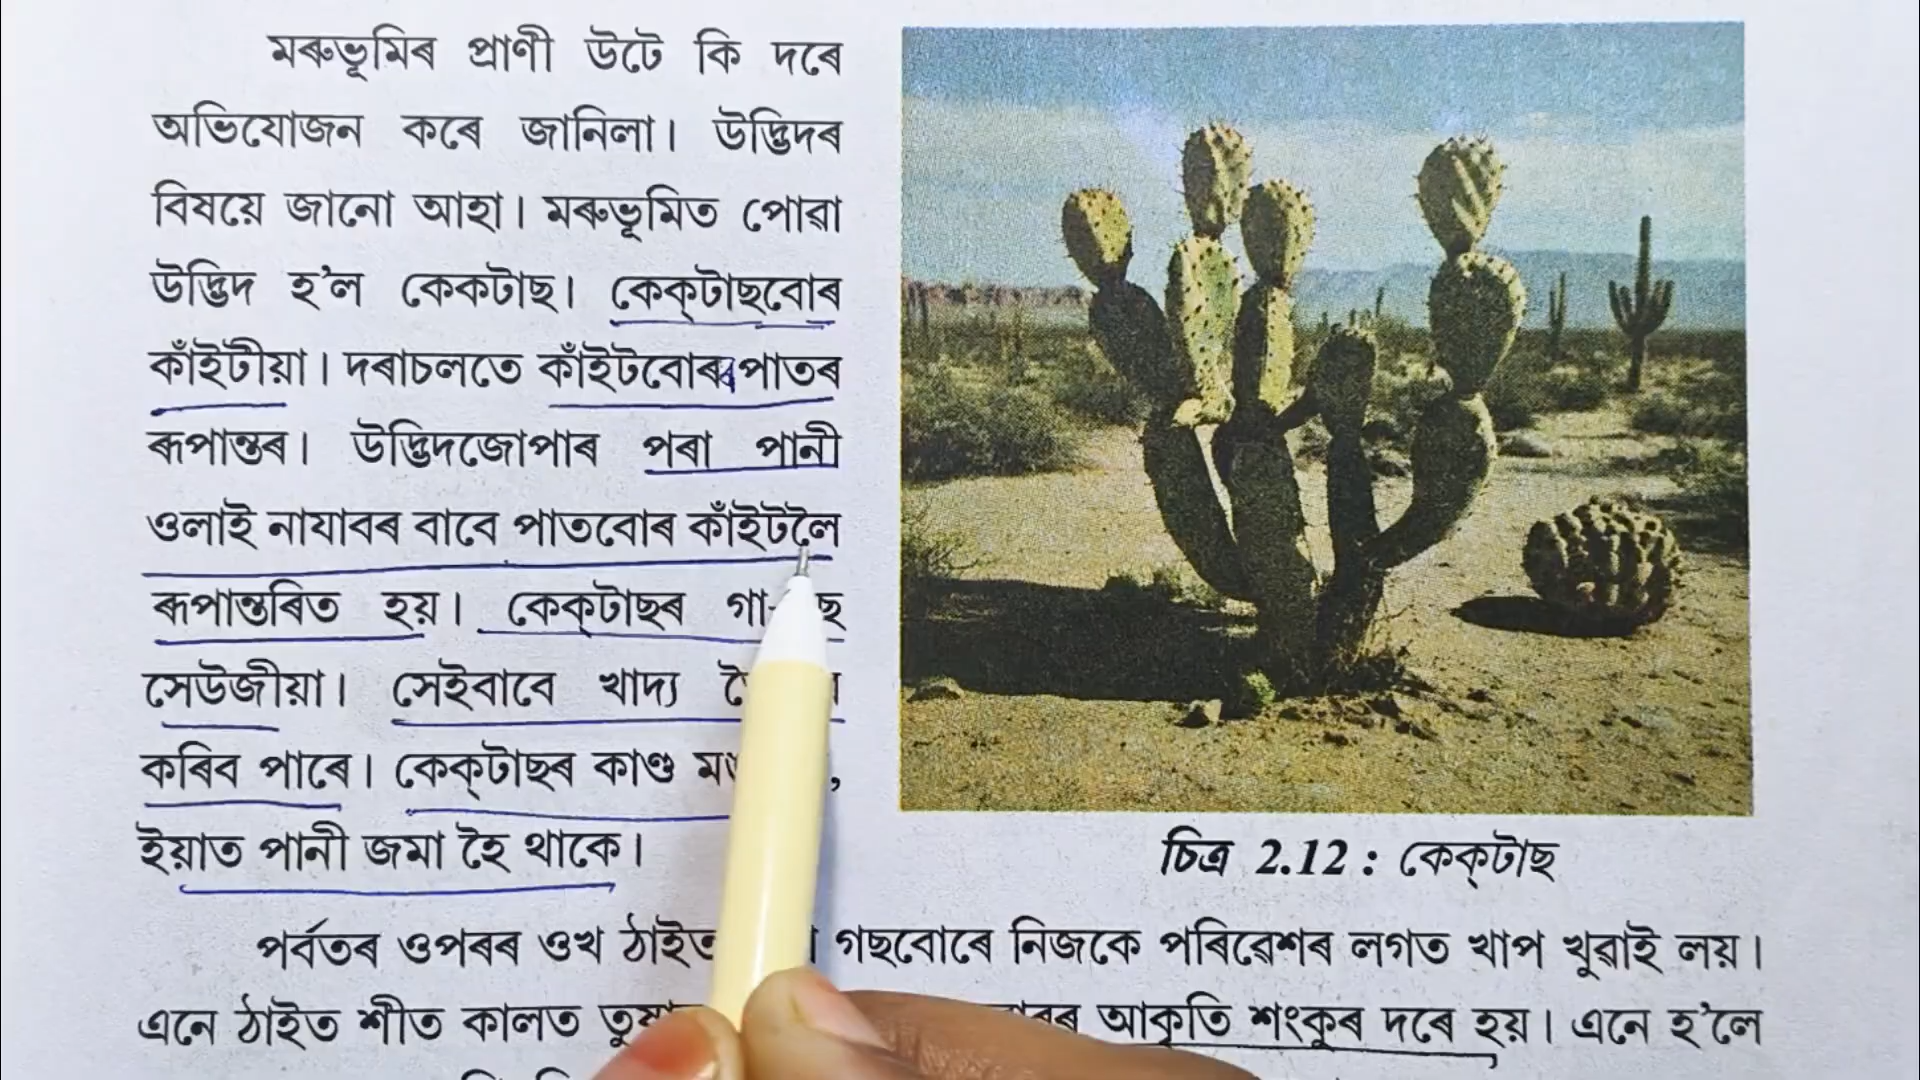 মৰুভূমিৰ প্ৰাণী উটে কি দৰে
অভিযোজন কৰে জানিলা। উদ্ভিদৰ
বিষয়ে জানো আহা। মৰুভূমিত পোৱা
উদ্ভিদ হ'ল কেকটাছ। কেক্‌টাছবোৰ
কাঁইটীয়া। দৰাচলতে কাঁইটবোৰ পাতৰ
ৰূপান্তৰ। উদ্ভিদজোপাৰ পৰা পানী
ওলাই নাযাবৰ বাবে পাতবোৰ কাঁইটলৈ
ৰূপান্তৰিত হয়। কেক্‌টাছৰ
সেউজীয়া। সেইবাবে খাদ্য
কৰিব পাৰে। কেক্‌টাছৰ কাণ্ড
ইয়াত পানী জমা হৈ থাকে।
চিত্ৰ 2.12 : কেক্‌টাছ
পৰ্বতৰ ওপৰৰ ওখ ঠাইত গছবোৰে নিজকে পৰিৱেশৰ লগত খাপ খুৱাই লয়।
এনে ঠাইত শীত কালত আকৃতি শংকুৰ দৰে হয়। এনে হ'লে